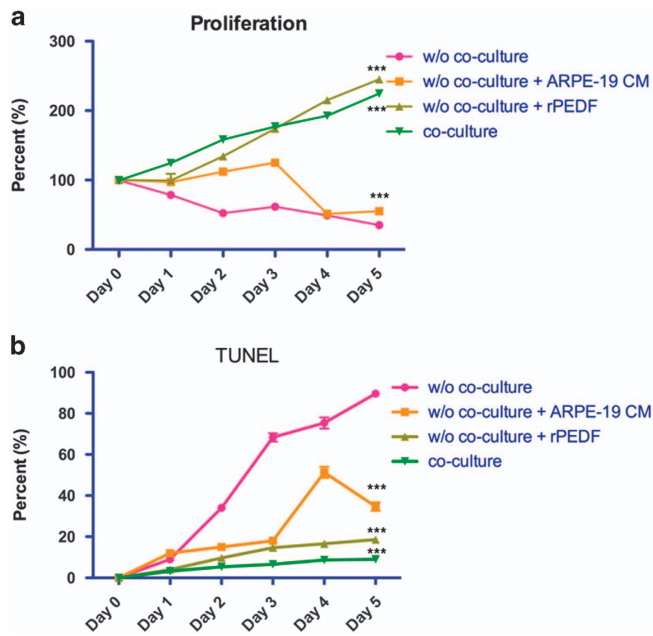 a
Proliferation
300
200
100
0
Percent (%)
Day 0
Day 1
Day 2
Day 3
Day 4
Day 5
***
***
***
w/o co-culture
w/o co-culture + ARPE-19 CM
w/o co-culture + rPEDF
co-culture
b
TUNEL
100
80
60
40
20
0
Percent (%)
Day 0
Day 1
Day 2
Day 3
Day 4
Day 5
***
***
***
w/o co-culture
w/o co-culture + ARPE-19 CM
w/o co-culture + rPEDF
co-culture